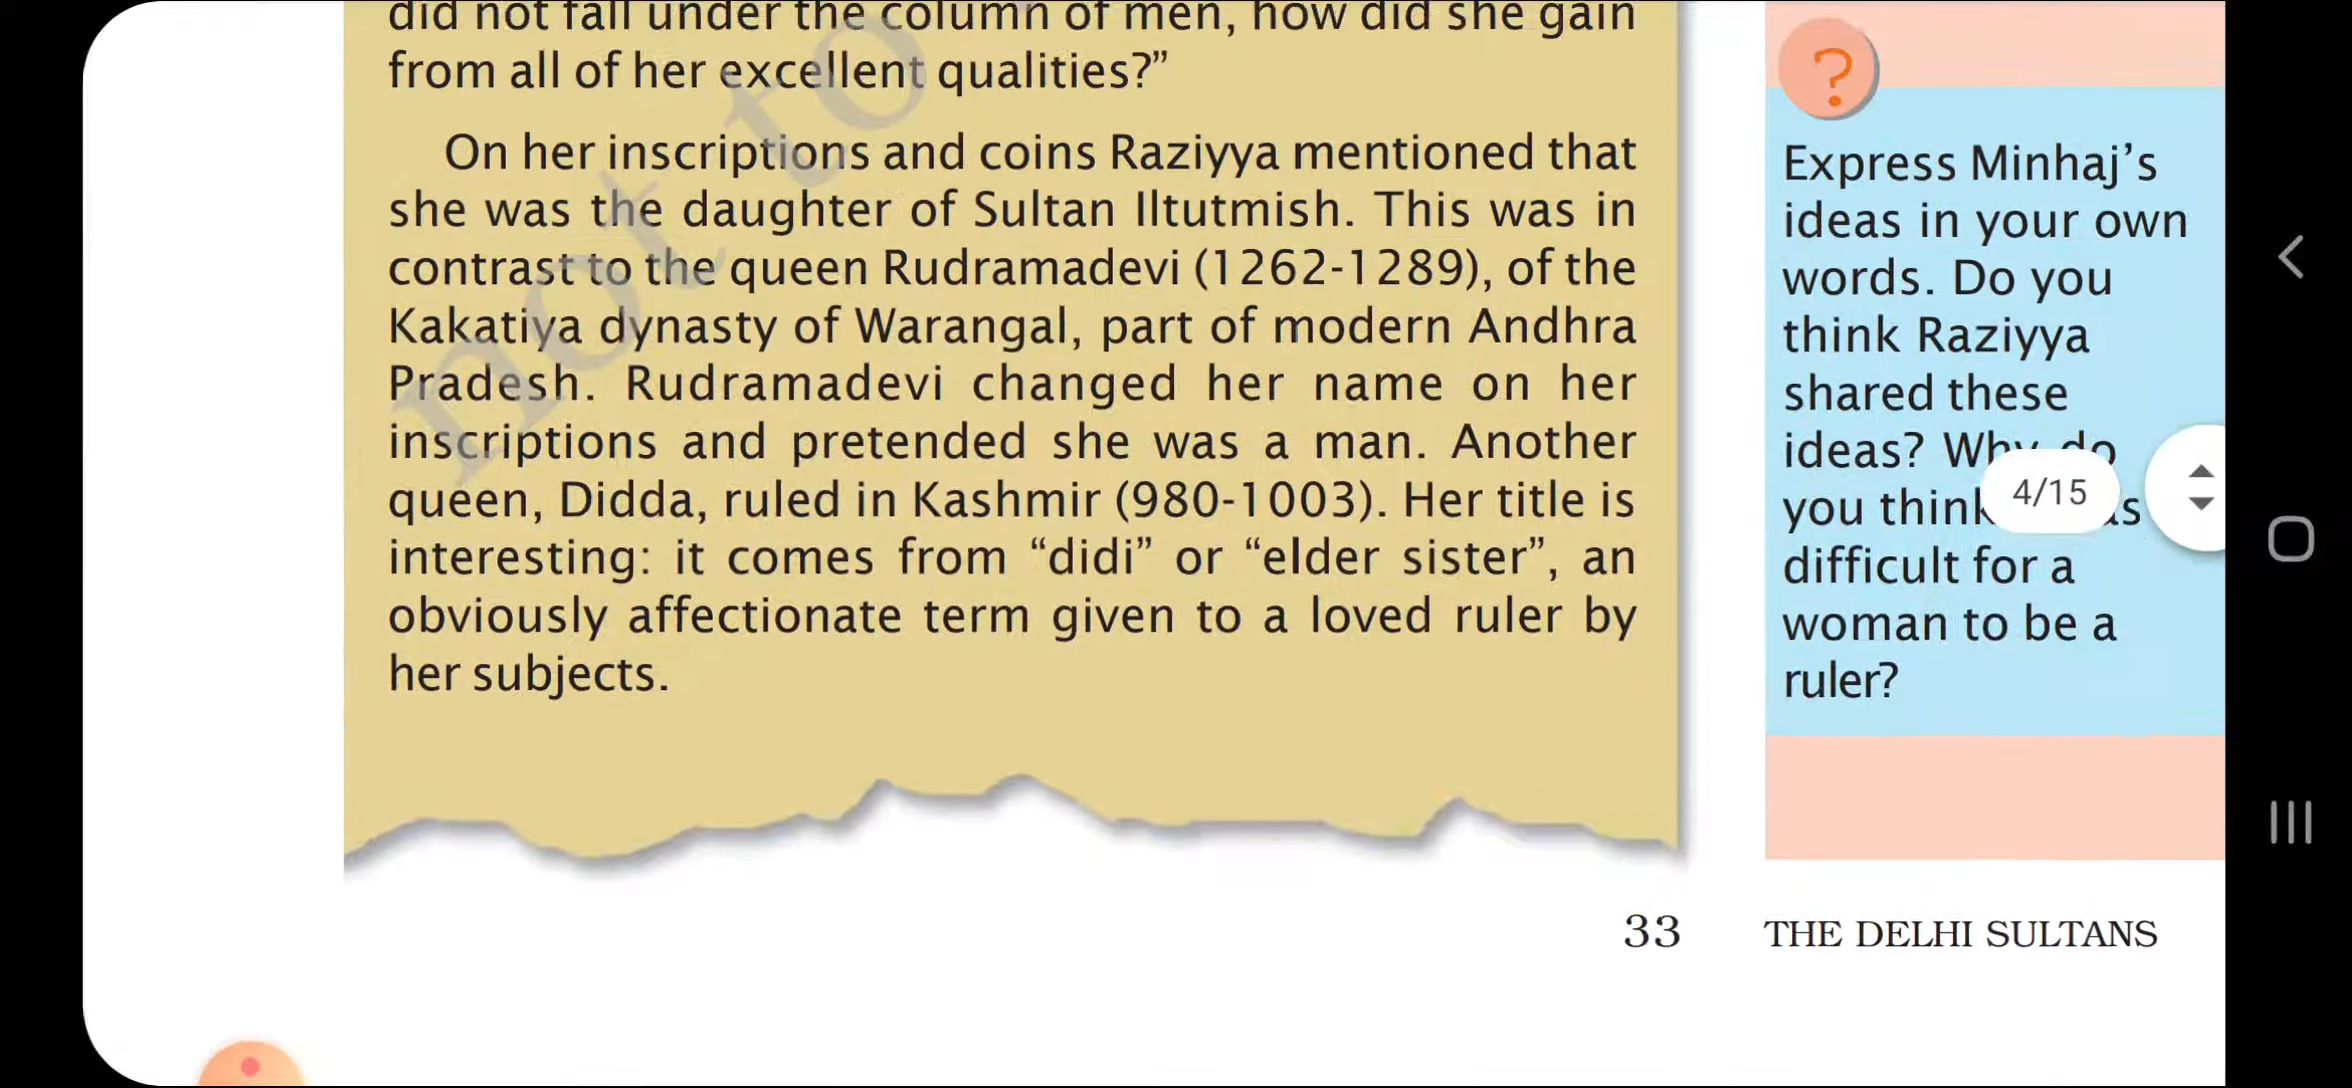 did not fall under the column of men, how did she gain
from all of her excellent qualities?”
On her inscriptions and coins Raziyya mentioned that
she was the daughter of Sultan Iltutmish. This was in
contrast to the queen Rudramadevi (1262-1289), of the
Kakatiya dynasty of Warangal, part of modern Andhra
Pradesh. Rudramadevi changed her name on her
inscriptions and pretended she was a man. Another
queen, Didda, ruled in Kashmir (980-1003). Her title is
interesting: it comes from “didi” or “elder sister”, an
obviously affectionate term given to a loved ruler by
her subjects.
not to
?
Express Minhaj’s
ideas in your own
words. Do you
think Raziyya
shared these
ideas? Why do
you think
difficult for a
woman to be a
ruler?
4/15
33 THE DELHI SULTANS